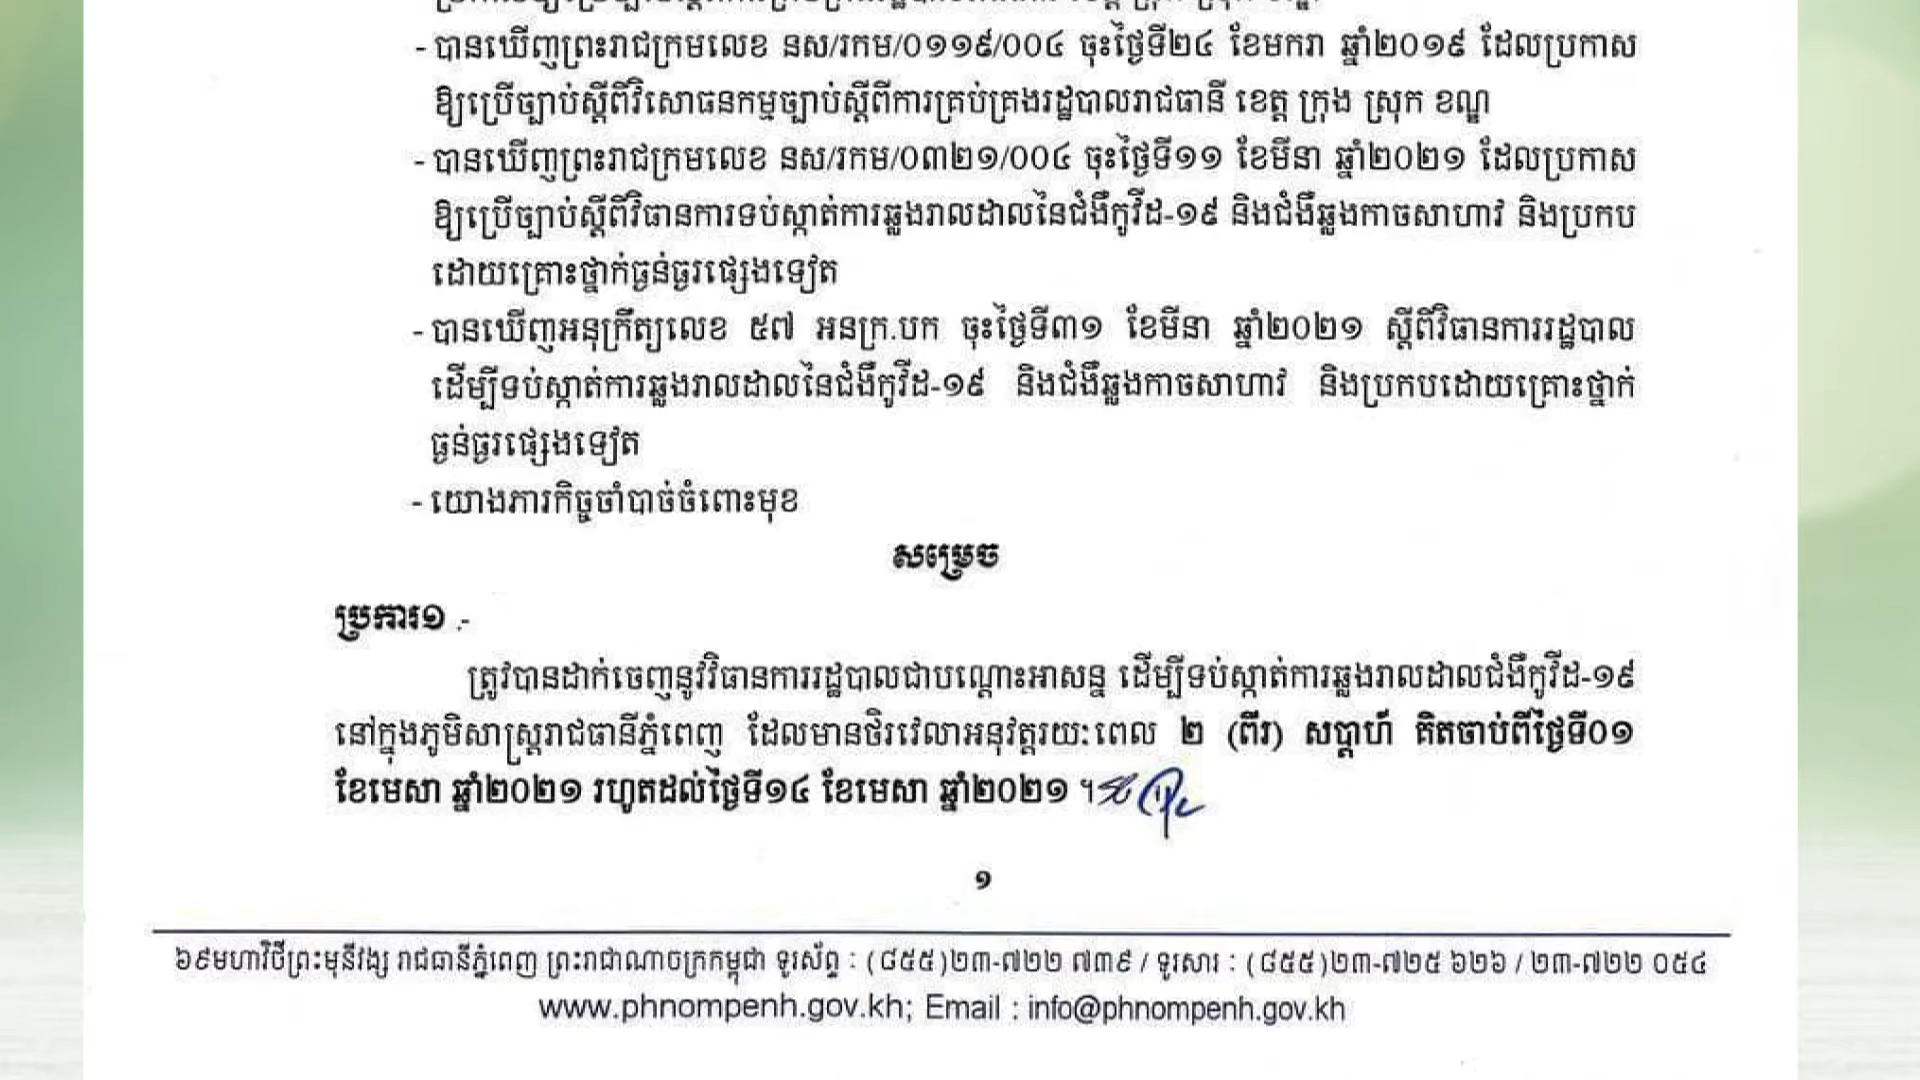 - បានឃើញព្រះរាជក្រមលេខ នស/រកម/០១១៩/០០៤ ចុះថ្ងៃទី២៤ ខែមករា ឆ្នាំ២០១៩ ដែលប្រកាស
ឱ្យប្រើច្បាប់ស្តីពីវិសោធនកម្មច្បាប់ស្តីពីការគ្រប់គ្រងរដ្ឋបាលរាជធានី ខេត្ត ក្រុង ស្រុក ខណ្ឌ
- បានឃើញព្រះរាជក្រមលេខ នស/រកម/០៣២១/០០៤ ចុះថ្ងៃទី១១ ខែមីនា ឆ្នាំ២០២១ ដែលប្រកាស
ឱ្យប្រើច្បាប់ស្តីពីវិធានការទប់ស្កាត់ការឆ្លងរាលដាលនៃជំងឺកូវីដ-១៩ និងជំងឺឆ្លងកាចសាហាវ និងប្រកប
ដោយគ្រោះថ្នាក់ធ្ងន់ធ្ងរផ្សេងទៀត
- បានឃើញអនុក្រឹត្យលេខ ៥៧ អនក្រ.បក ចុះថ្ងៃទី៣១ ខែមីនា ឆ្នាំ២០២១ ស្តីពីវិធានការរដ្ឋបាល
ដើម្បីទប់ស្កាត់ការឆ្លងរាលដាលនៃជំងឺកូវីដ-១៩ និងជំងឺឆ្លងកាចសាហាវ និងប្រកបដោយគ្រោះថ្នាក់
ធ្ងន់ធ្ងរផ្សេងទៀត
- យោងភារកិច្ចចាំបាច់ចំពោះមុខ
សម្រេច
ប្រការ១ .-
ត្រូវបានដាក់ចេញនូវវិធានការរដ្ឋបាលជាបណ្តោះអាសន្ន ដើម្បីទប់ស្កាត់ការឆ្លងរាលដាលជំងឺកូវីដ-១៩
នៅក្នុងភូមិសាស្ត្ររាជធានីភ្នំពេញ ដែលមានថិរវេលាអនុវត្តរយៈពេល ២ (ពីរ) សប្តាហ៍ គិតចាប់ពីថ្ងៃទី០១
ខែមេសា ឆ្នាំ២០២១ រហូតដល់ថ្ងៃទី១៤ ខែមេសា ឆ្នាំ២០២១ ។
១
៦៩មហាវិថីព្រះមុនីវង្ស រាជធានីភ្នំពេញ ព្រះរាជាណាចក្រកម្ពុជា ទូរស័ព្ទ : (៨៥៥)២៣-៧២២ ៧៣៩ / ទូរសារ : (៨៥៥)២៣-៧២៥ ៦២៦ / ២៣-៧២២ ០៥៤
www.phnompenh.gov.kh; Email : info@phnompenh.gov.kh